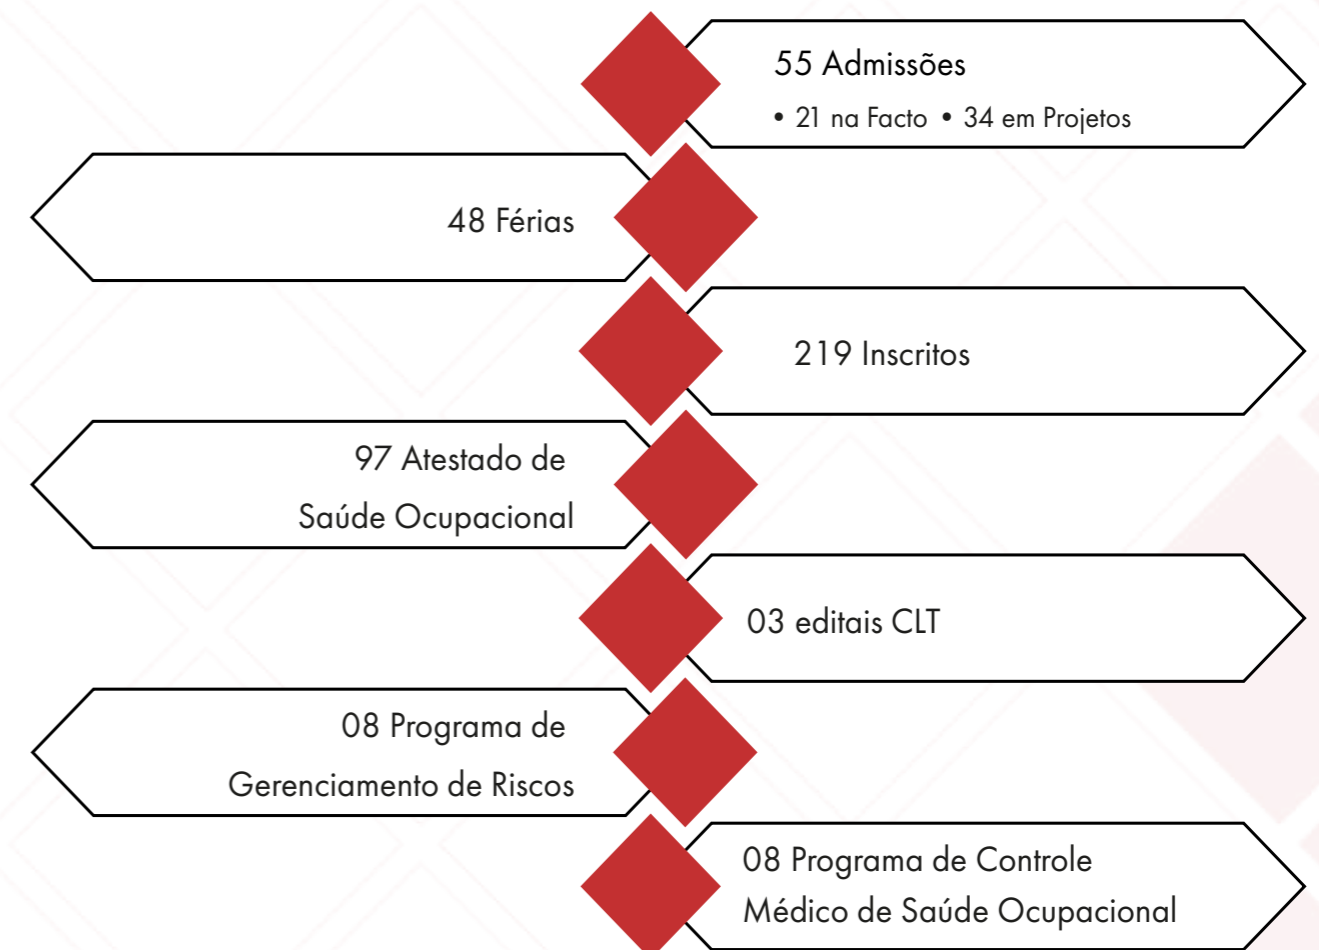 55 Admissões
• 21 na Facto • 34 em Projetos
48 Férias
219 Inscritos
97 Atestado de
Saúde Ocupacional
03 editais CLT
08 Programa de
Gerenciamento de Riscos
08 Programa de Controle
Médico de Saúde Ocupacional